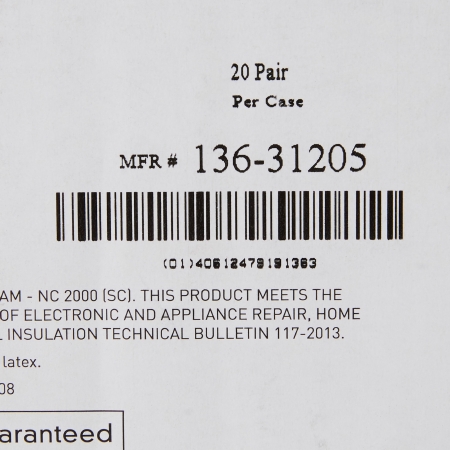 20 Pair
Per Case
MFR # 136-31205
(01)40612479191383
AM - NC 2000 (SC). THIS PRODUCT MEETS THE
OF ELECTRONIC AND APPLIANCE REPAIR, HOME
L INSULATION TECHNICAL BULLETIN 117-2013.
latex.
08
aranteed